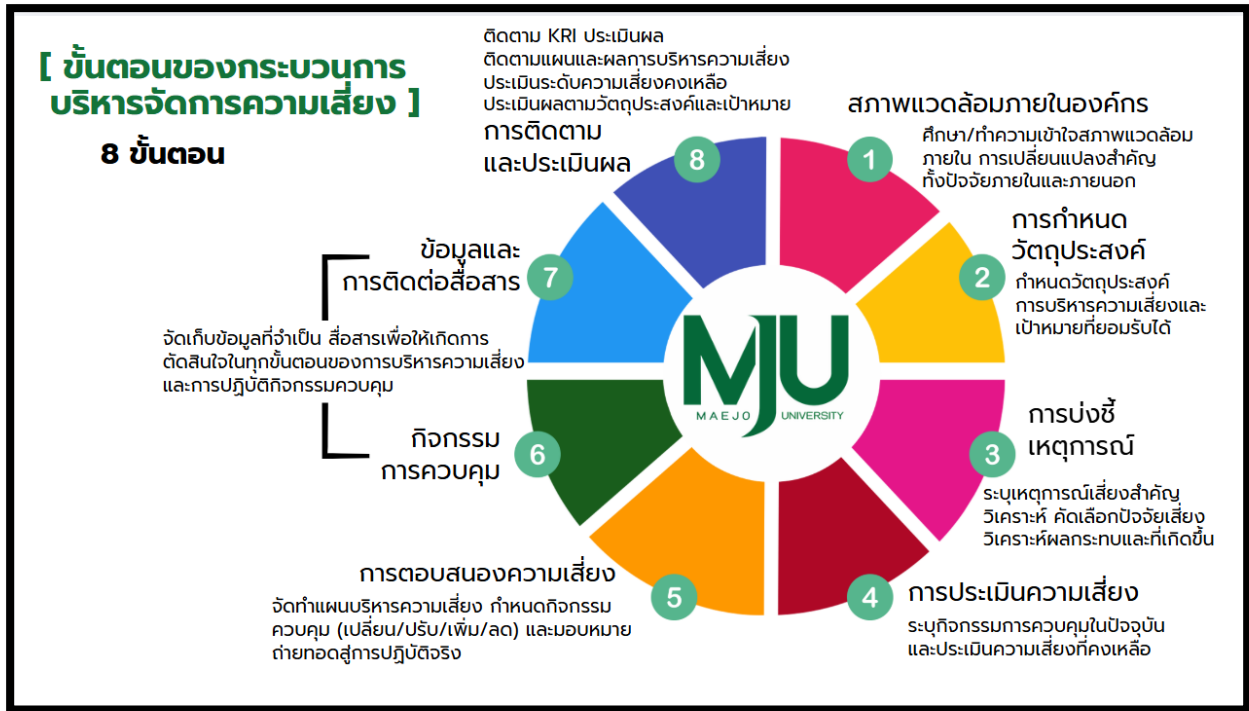 [ ขั้นตอนของกระบวนการ
บริหารจัดการความเสี่ยง ]
8 ขั้นตอน
1
สภาพแวดล้อมภายในองค์กร
ศึกษา/ทำความเข้าใจสภาพแวดล้อม
ภายใน การเปลี่ยนแปลงสำคัญ
ทั้งปัจจัยภายในและภายนอก
2
การกำหนด
วัตถุประสงค์
กำหนดวัตถุประสงค์
การบริหารความเสี่ยงและ
เป้าหมายที่ยอมรับได้
3
การบ่งชี้
เหตุการณ์
ระบุเหตุการณ์เสี่ยงสำคัญ
วิเคราะห์ คัดเลือกปัจจัยเสี่ยง
วิเคราะห์ผลกระทบและที่เกิดขึ้น
4
การประเมินความเสี่ยง
ระบุกิจกรรมการควบคุมในปัจจุบัน
และประเมินความเสี่ยงที่คงเหลือ
5
การตอบสนองความเสี่ยง
จัดทำแผนบริหารความเสี่ยง กำหนดกิจกรรม
ควบคุม (เปลี่ยน/ปรับ/เพิ่ม/ลด) และมอบหมาย
ถ่ายทอดสู่การปฏิบัติจริง
6
กิจกรรม
การควบคุม
7
ข้อมูลและ
การติดต่อสื่อสาร
จัดเก็บข้อมูลที่จำเป็น สื่อสารเพื่อให้เกิดการ
ตัดสินใจในทุกขั้นตอนของการบริหารความเสี่ยง
และการปฏิบัติกิจกรรมควบคุม
8
ติดตาม KRI ประเมินผล
ติดตามแผนและผลการบริหารความเสี่ยง
ประเมินระดับความเสี่ยงคงเหลือ
ประเมินผลตามวัตถุประสงค์และเป้าหมาย
การติดตาม
และประเมินผล
MJU
MAEJO UNIVERSITY